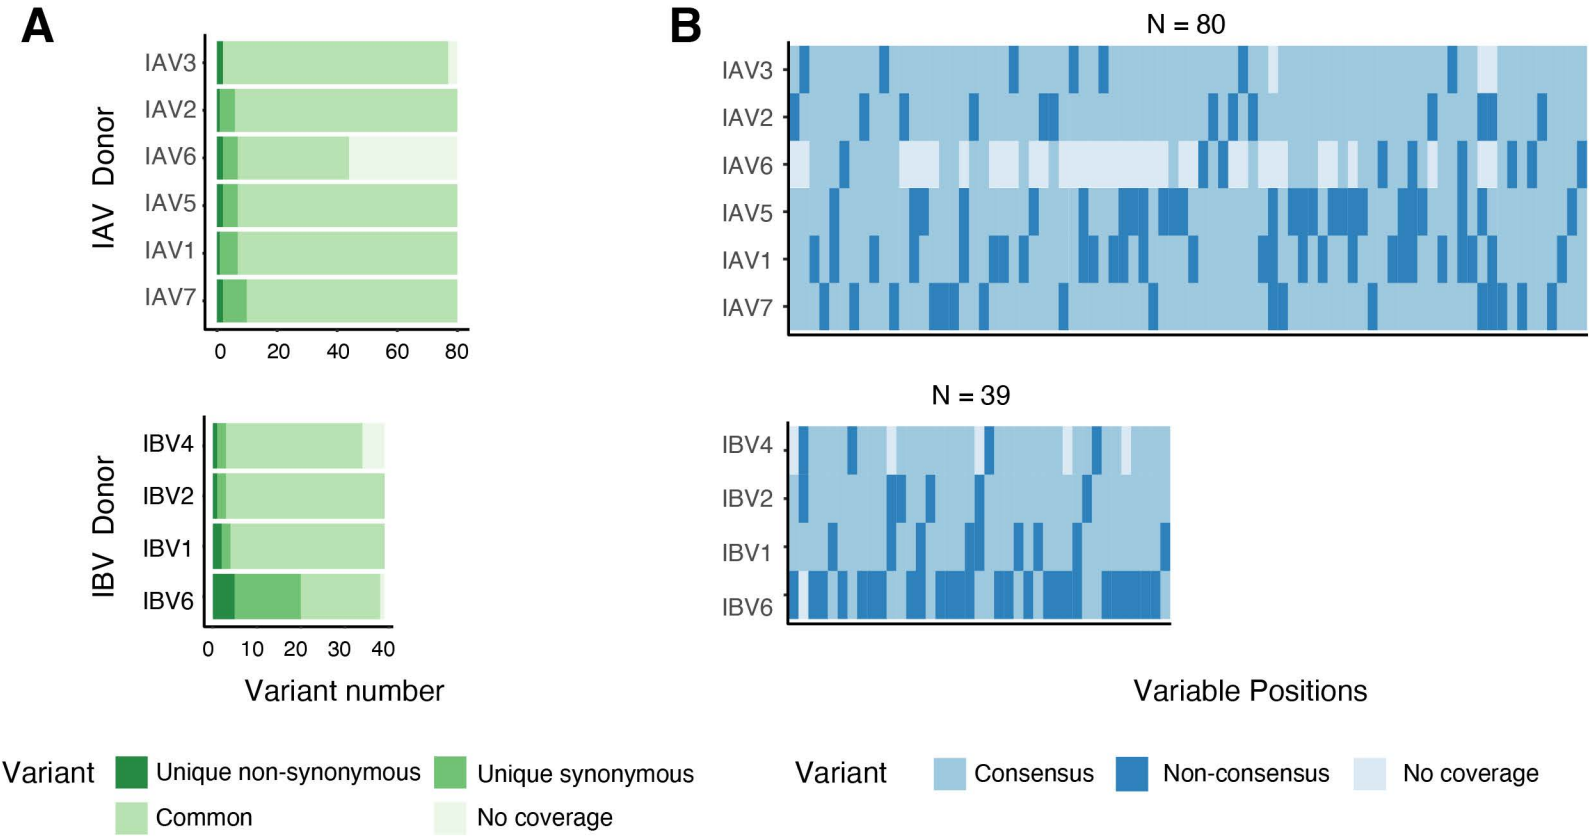 A
IAV Donor
IAV3
IAV2
IAV6
IAV5
IAV1
IAV7
0 20 40 60 80
IBV Donor
IBV4
IBV2
IBV1
IBV6
0 10 20 30 40
Variant number
Variant
Unique non-synonymous
Unique synonymous
Common
No coverage
B
N = 80
IAV3
IAV2
IAV6
IAV5
IAV1
IAV7
N = 39
IBV4
IBV2
IBV1
IBV6
Variable Positions
Variant
Consensus
Non-consensus
No coverage